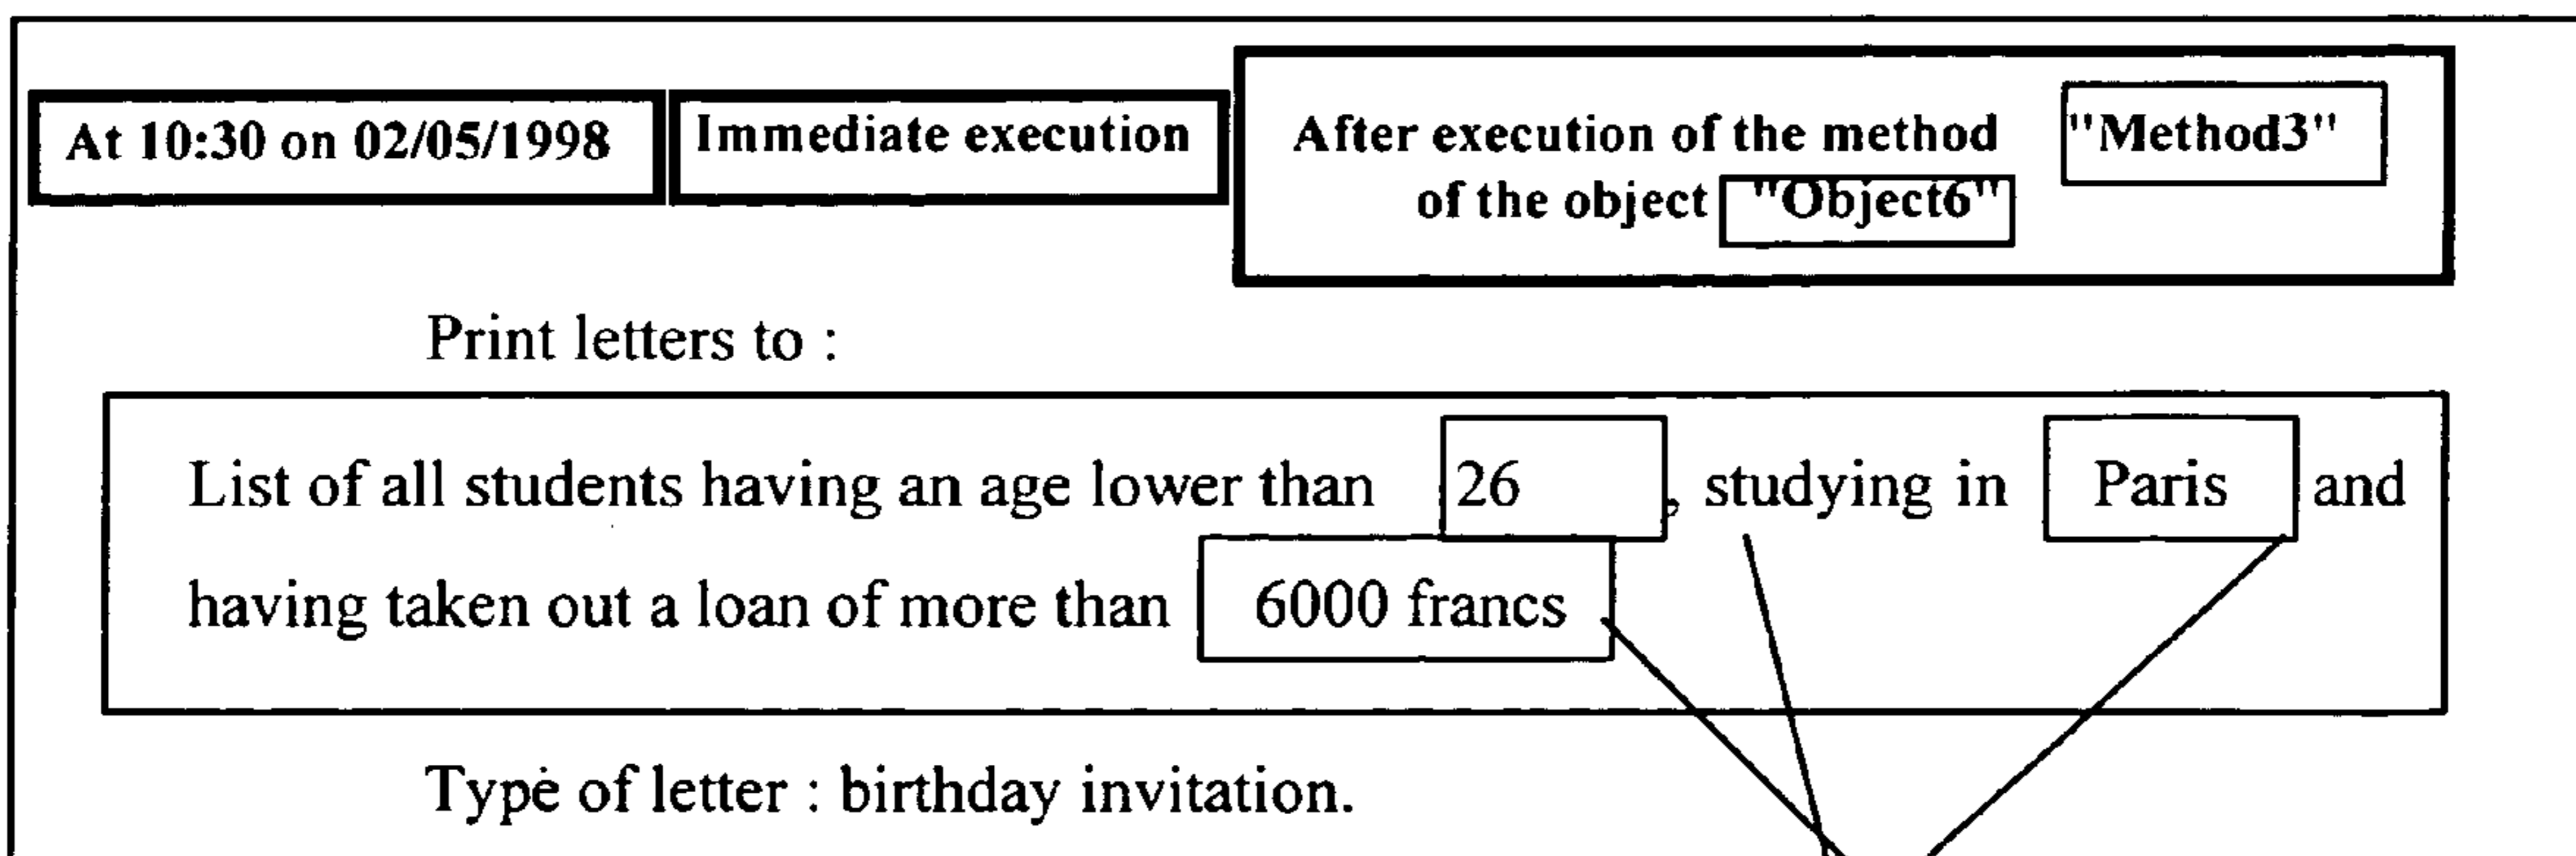 At 10:30 on 02/05/1998
Immediate execution
After execution of the method "Method3"
of the object "Object6"
Print letters to :
List of all students having an age lower than 26, studying in Paris and
having taken out a loan of more than 6000 francs
Type of letter : birthday invitation.